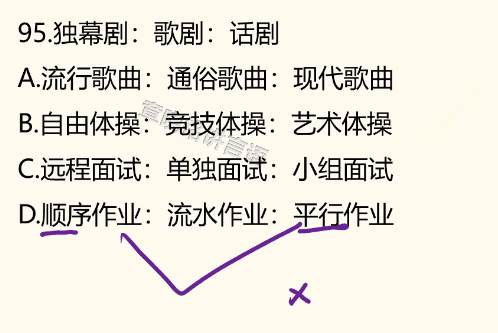 95.独幕剧：歌剧：话剧
A.流行歌曲：通俗歌曲：现代歌曲
B.自由体操：竞技体操：艺术体操
C.远程面试：单独面试：小组面试
D.顺序作业：流水作业：平行作业